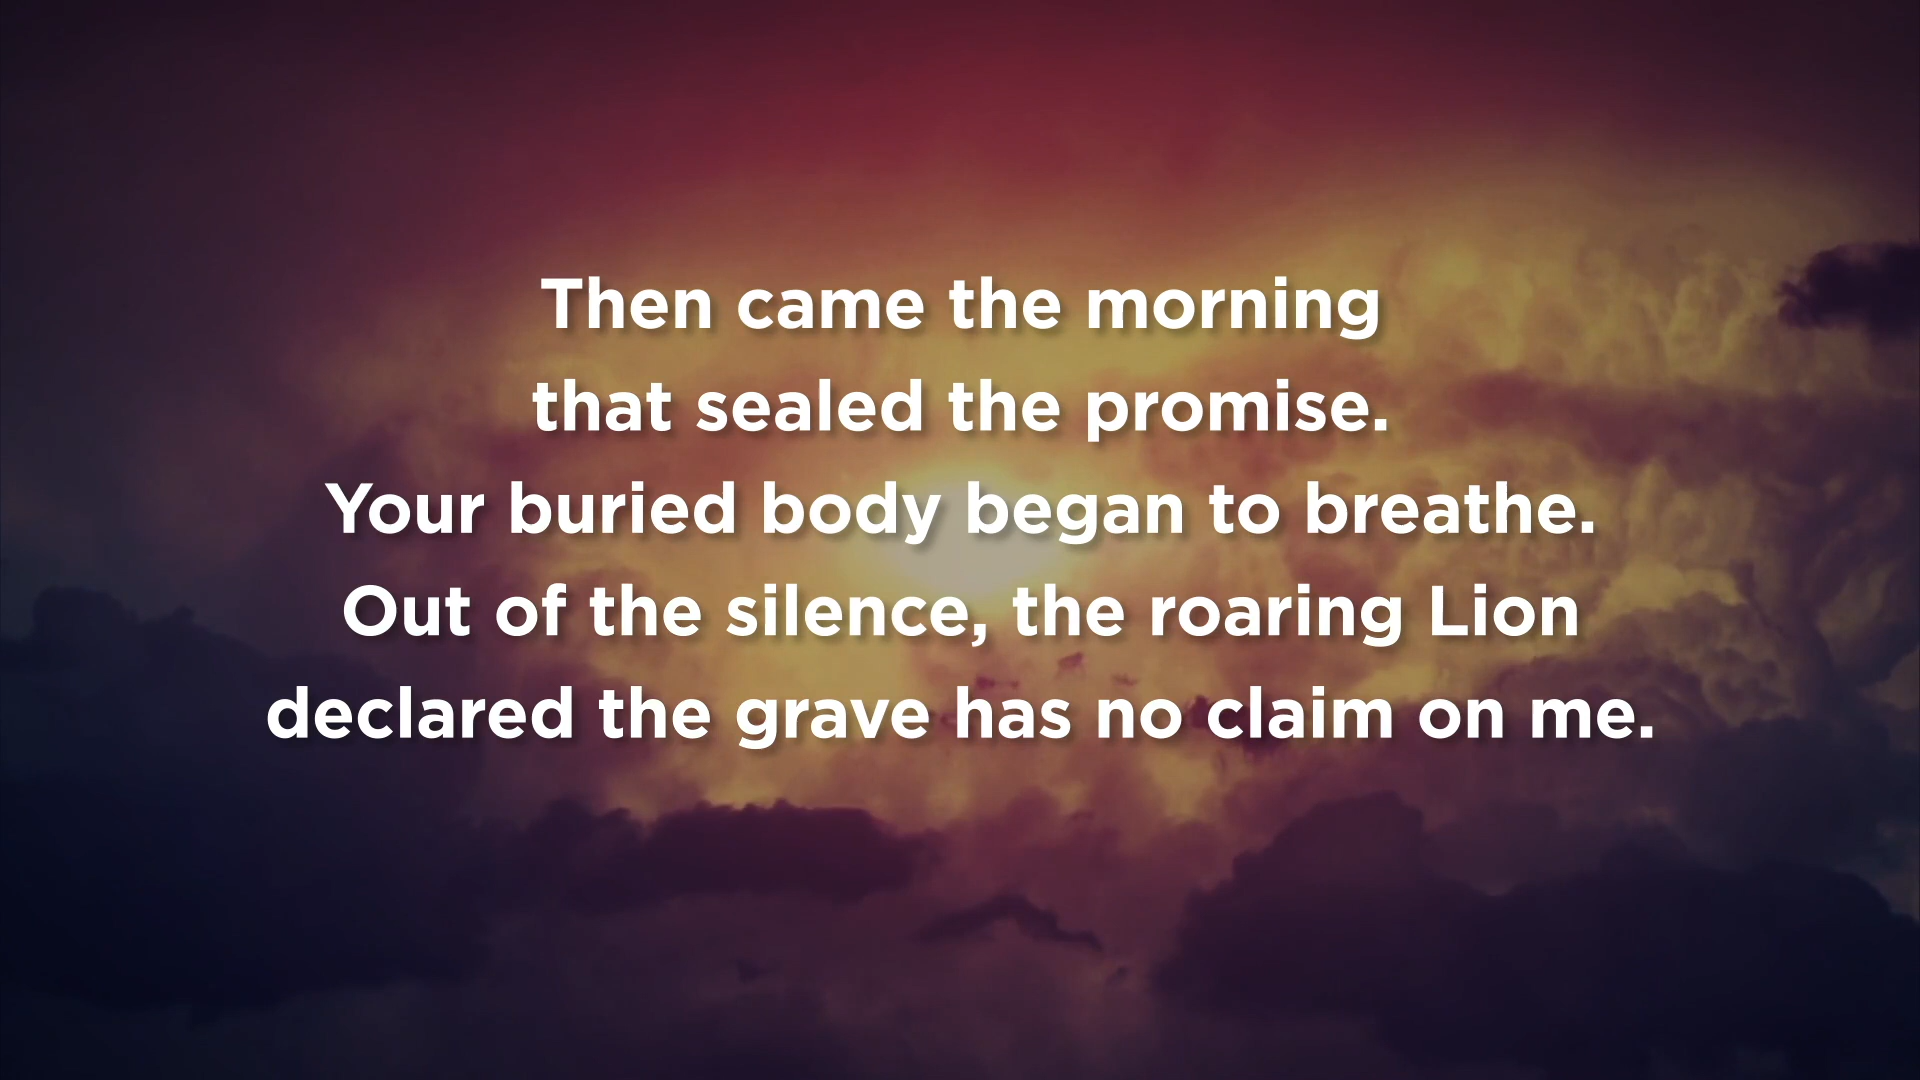 Then came the morning
that sealed the promise.
Your buried body began to breathe.
Out of the silence, the roaring Lion
declared the grave has no claim on me.